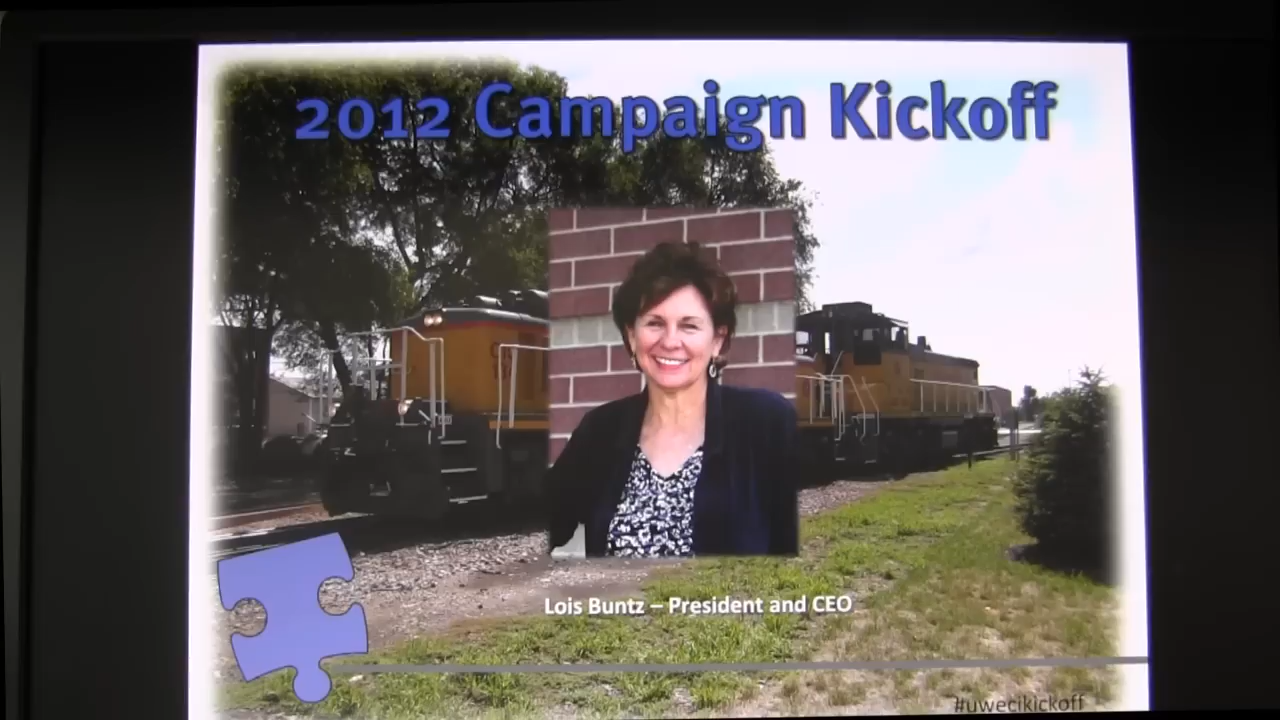 2012 Campaign Kickoff
Lois Buntz – President and CEO
#uwecikickoff